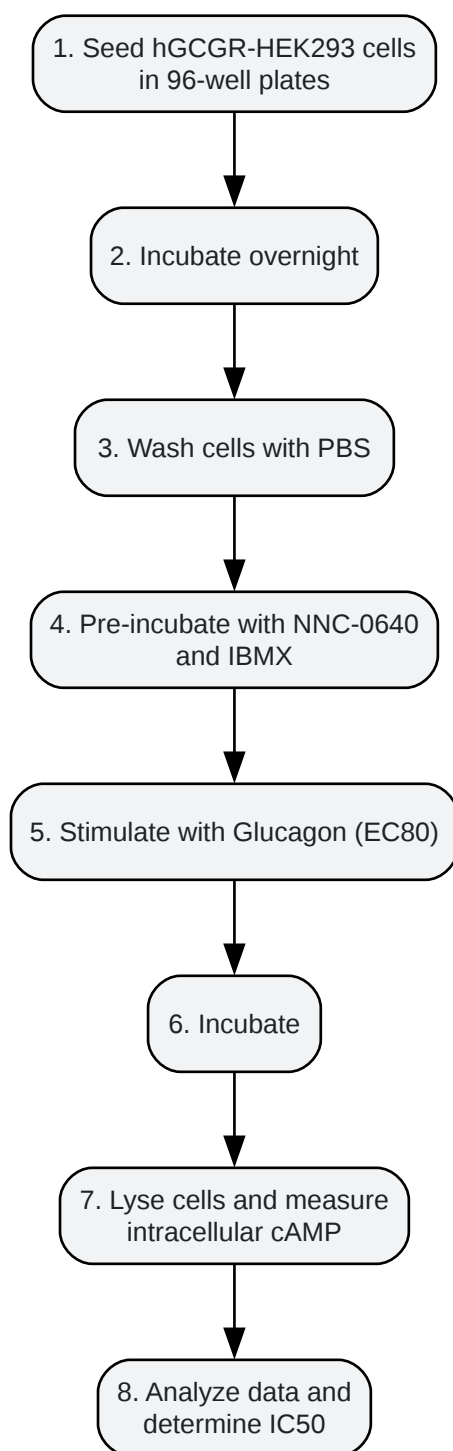 1. Seed hGCGR-HEK293 cells
in 96-well plates
2. Incubate overnight
3. Wash cells with PBS
4. Pre-incubate with NNC-0640
and IBMX
5. Stimulate with Glucagon (EC80)
6. Incubate
7. Lyse cells and measure
intracellular cAMP
8. Analyze data and
determine IC50